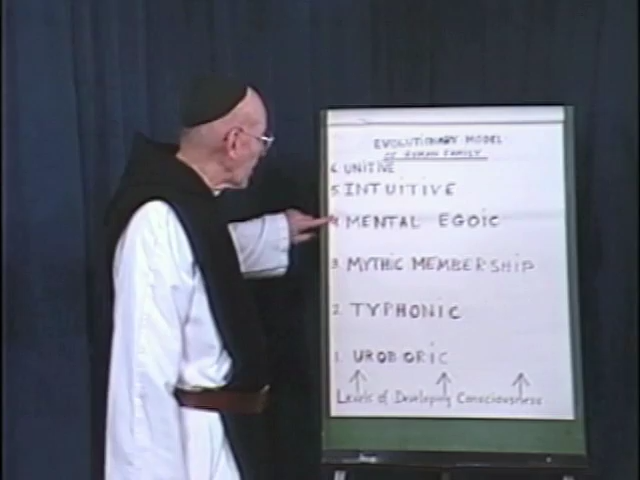 EVOLUTIONARY MODEL
OF HUMAN FAMILY
6. UNITIVE
5. INTUITIVE
4 MENTAL EGOIC
3. MYTHIC MEMBERSHIP
2. TYPHONIC
1. UROBORIC
Levels of Developing Consciousness